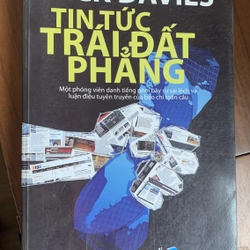 DAVIES
TIN TỨC
TRÁI ĐẤT
PHẲNG
Một phóng viên danh tiếng phơi bày sự sai lệch và
luận điệu tuyên truyền của báo chí toàn cầu